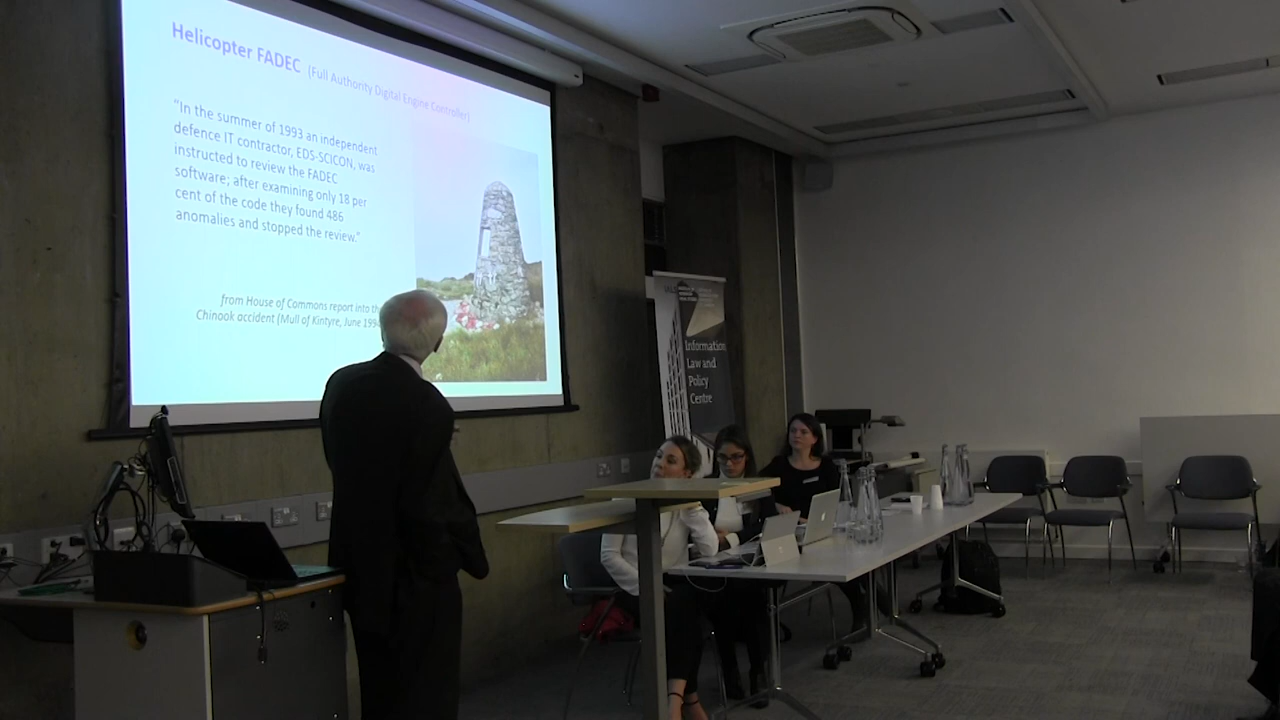 Helicopter FADEC (Full Authority Digital Engine Controller)
"In the summer of 1993 an independent
defence IT contractor, EDS-SCICON, was
instructed to review the FADEC
software; after examining only 18 per
cent of the code they found 486
anomalies and stopped the review."
from House of Commons report into the
Chinook accident (Mull of Kintyre, June 1994
Information
Law and
Policy
Centre